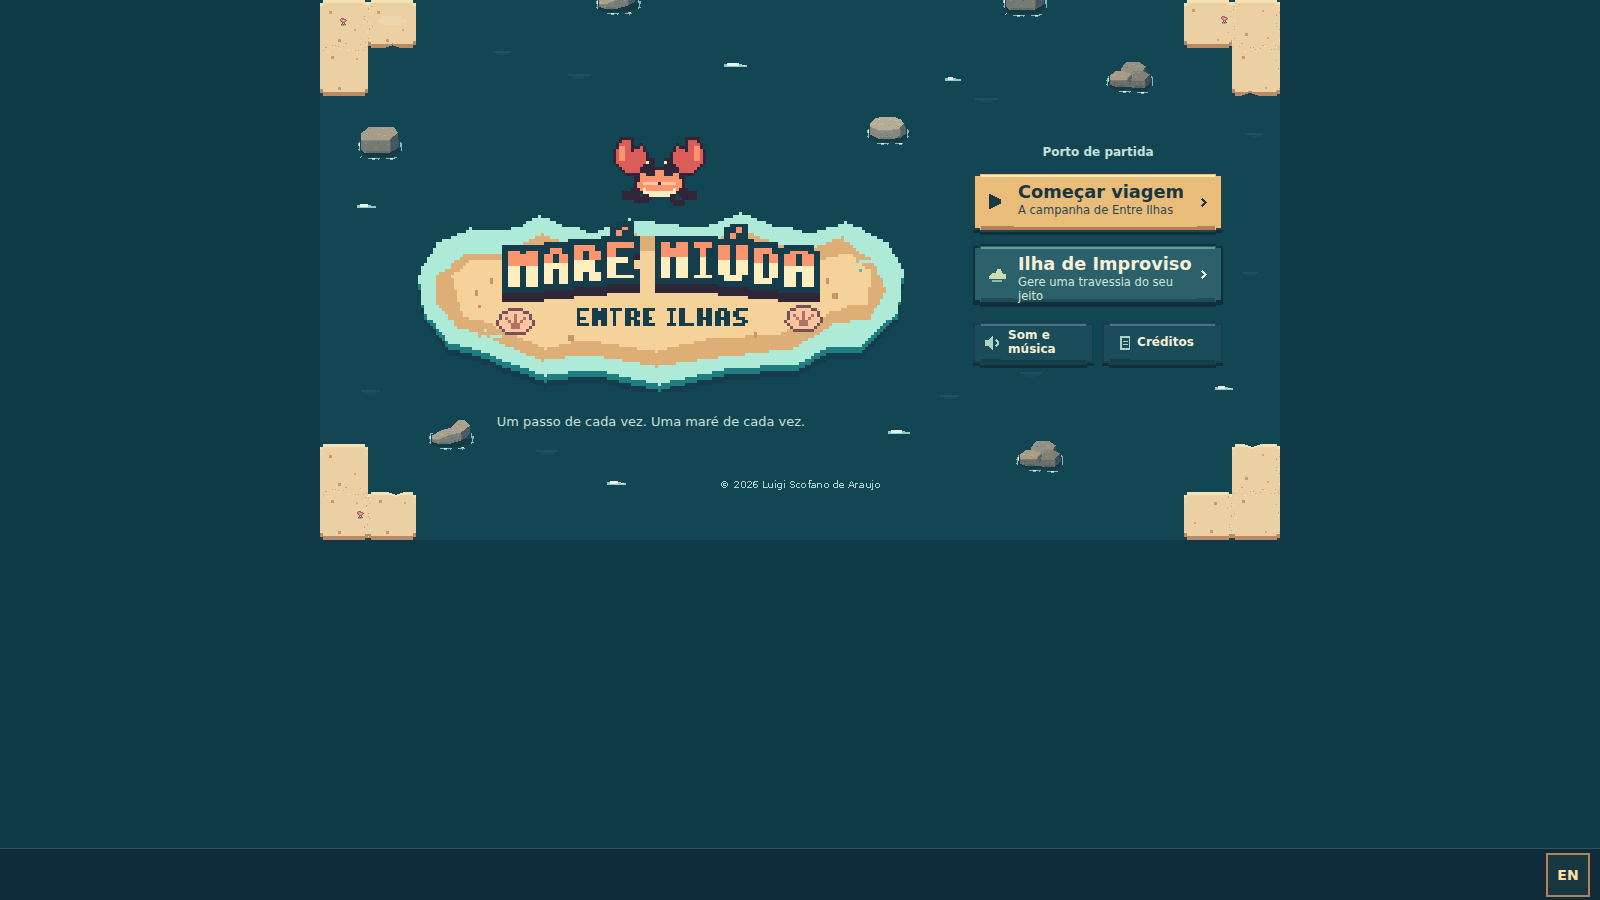 Porto de partida
Começar viagem
A campanha de Entre Ilhas
MARÉ MIÚDA
ENTRE ILHAS
Ilha de Improviso
Gere uma travessia do seu
jeito
Som e
música
Créditos
Um passo de cada vez. Uma maré de cada vez.
© 2026 Luigi Scofano de Araujo
EN